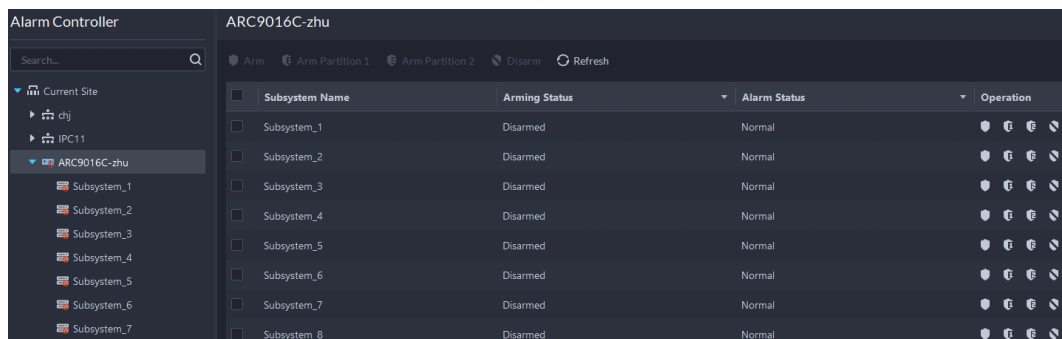 Alarm Controller
ARC9016C-zhu
Search...
Arm Arm Partition 1 Arm Partition 2 Disarm Refresh
Current Site
chj
IPC11
ARC9016C-zhu
Subsystem_1
Subsystem_2
Subsystem_3
Subsystem_4
Subsystem_5
Subsystem_6
Subsystem_7
Subsystem Name Arming Status Alarm Status Operation
Subsystem_1 Disarmed Normal
Subsystem_2 Disarmed Normal
Subsystem_3 Disarmed Normal
Subsystem_4 Disarmed Normal
Subsystem_5 Disarmed Normal
Subsystem_6 Disarmed Normal
Subsystem_7 Disarmed Normal
Subsystem_8 Disarmed Normal